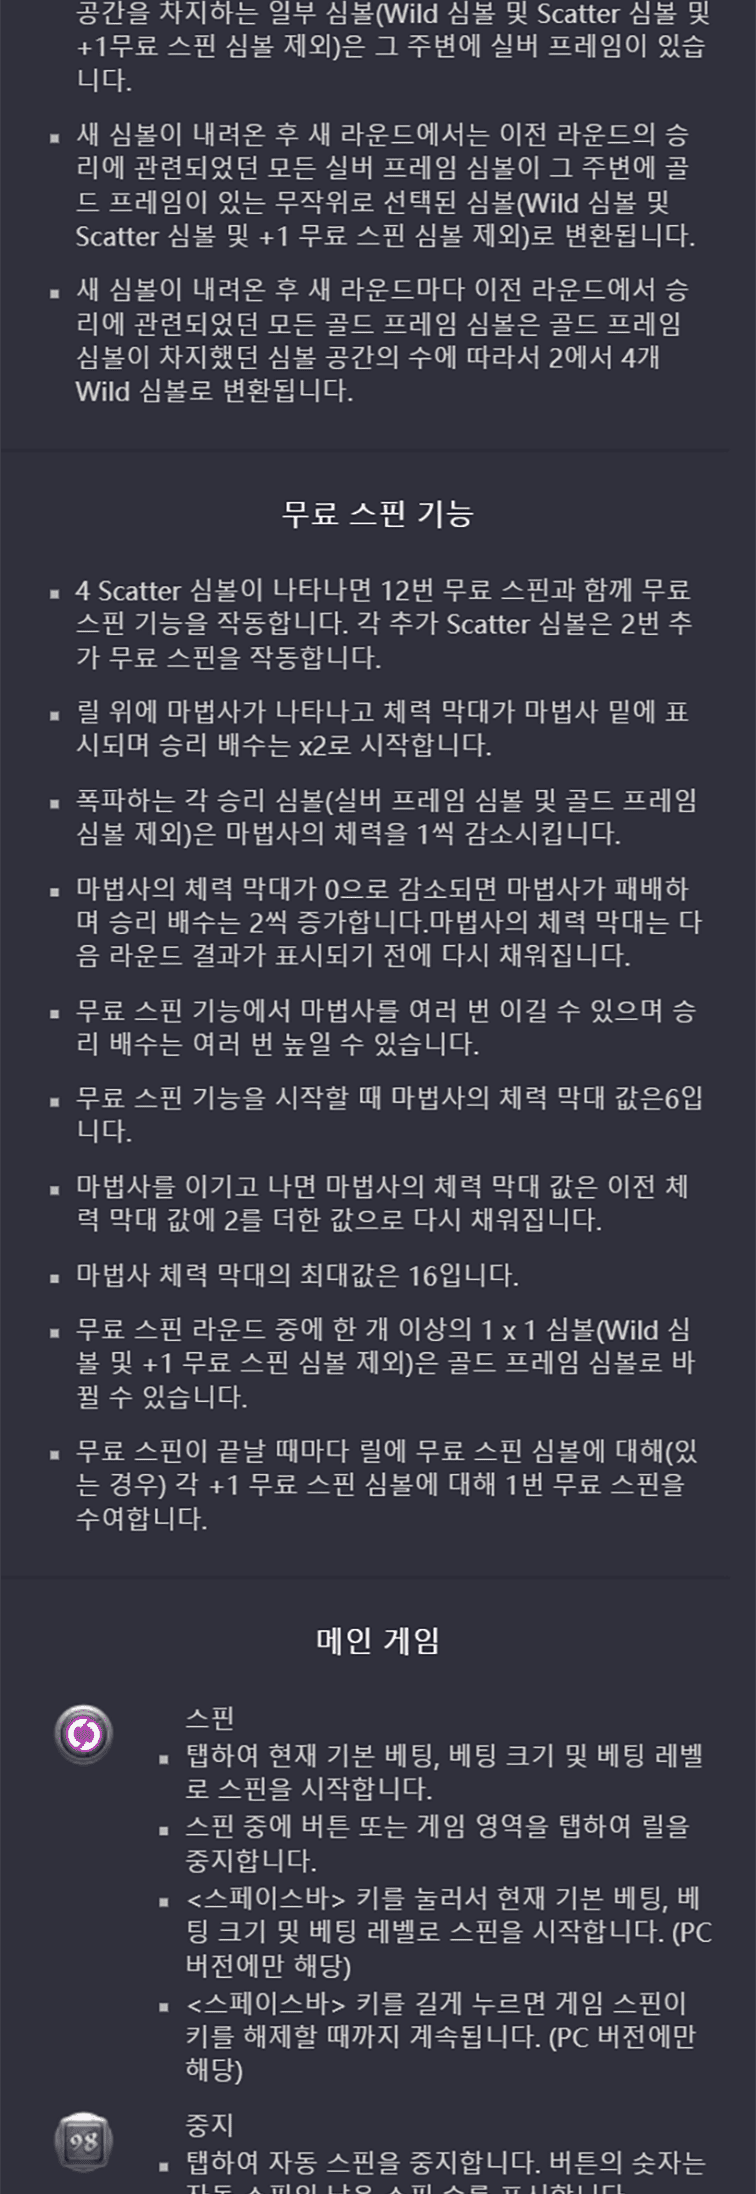 공간을 차지하는 일부 심볼(Wild 심볼 및 Scatter 심볼 및
+1무료 스핀 심볼 제외)은 그 주변에 실버 프레임이 있습
니다.
새 심볼이 내려온 후 새 라운드에서는 이전 라운드의 승
리에 관련되었던 모든 실버 프레임 심볼이 그 주변에 골
드 프레임이 있는 무작위로 선택된 심볼(Wild 심볼 및
Scatter 심볼 및 +1 무료 스핀 심볼 제외)로 변환됩니다.
새 심볼이 내려온 후 새 라운드마다 이전 라운드에서 승
리에 관련되었던 모든 골드 프레임 심볼은 골드 프레임
심볼이 차지했던 심볼 공간의 수에 따라서 2에서 4개
Wild 심볼로 변환됩니다.
무료 스핀 기능
4 Scatter 심볼이 나타나면 12번 무료 스핀과 함께 무료
스핀 기능을 작동합니다. 각 추가 Scatter 심볼은 2번 추
가 무료 스핀을 작동합니다.
릴 위에 마법사가 나타나고 체력 막대가 마법사 밑에 표
시되며 승리 배수는 x2로 시작합니다.
폭파하는 각 승리 심볼(실버 프레임 심볼 및 골드 프레임
심볼 제외)은 마법사의 체력을 1씩 감소시킵니다.
마법사의 체력 막대가 0으로 감소되면 마법사가 패배하
며 승리 배수는 2씩 증가합니다.마법사의 체력 막대는 다
음 라운드 결과가 표시되기 전에 다시 채워집니다.
무료 스핀 기능에서 마법사를 여러 번 이길 수 있으며 승
리 배수는 여러 번 높일 수 있습니다.
무료 스핀 기능을 시작할 때 마법사의 체력 막대 값은6입
니다.
마법사를 이기고 나면 마법사의 체력 막대 값은 이전 체
력 막대 값에 2를 더한 값으로 다시 채워집니다.
마법사 체력 막대의 최대값은 16입니다.
무료 스핀 라운드 중에 한 개 이상의 1 x 1 심볼(Wild 심
볼 및 +1 무료 스핀 심볼 제외)은 골드 프레임 심볼로 바
뀔 수 있습니다.
무료 스핀이 끝날 때마다 릴에 무료 스핀 심볼에 대해(있
는 경우) 각 +1 무료 스핀 심볼에 대해 1번 무료 스핀을
수여합니다.
메인 게임
스핀
탭하여 현재 기본 베팅, 베팅 크기 및 베팅 레벨
로 스핀을 시작합니다.
스핀 중에 버튼 또는 게임 영역을 탭하여 릴을
중지합니다.
<스페이스바> 키를 눌러서 현재 기본 베팅, 베
팅 크기 및 베팅 레벨로 스핀을 시작합니다. (PC
버전에만 해당)
<스페이스바> 키를 길게 누르면 게임 스핀이
키를 해제할 때까지 계속됩니다. (PC 버전에만
해당)
98
중지
탭하여 자동 스핀을 중지합니다. 버튼의 숫자는
자동 스핀의 남은 스핀 수를 표시합니다.